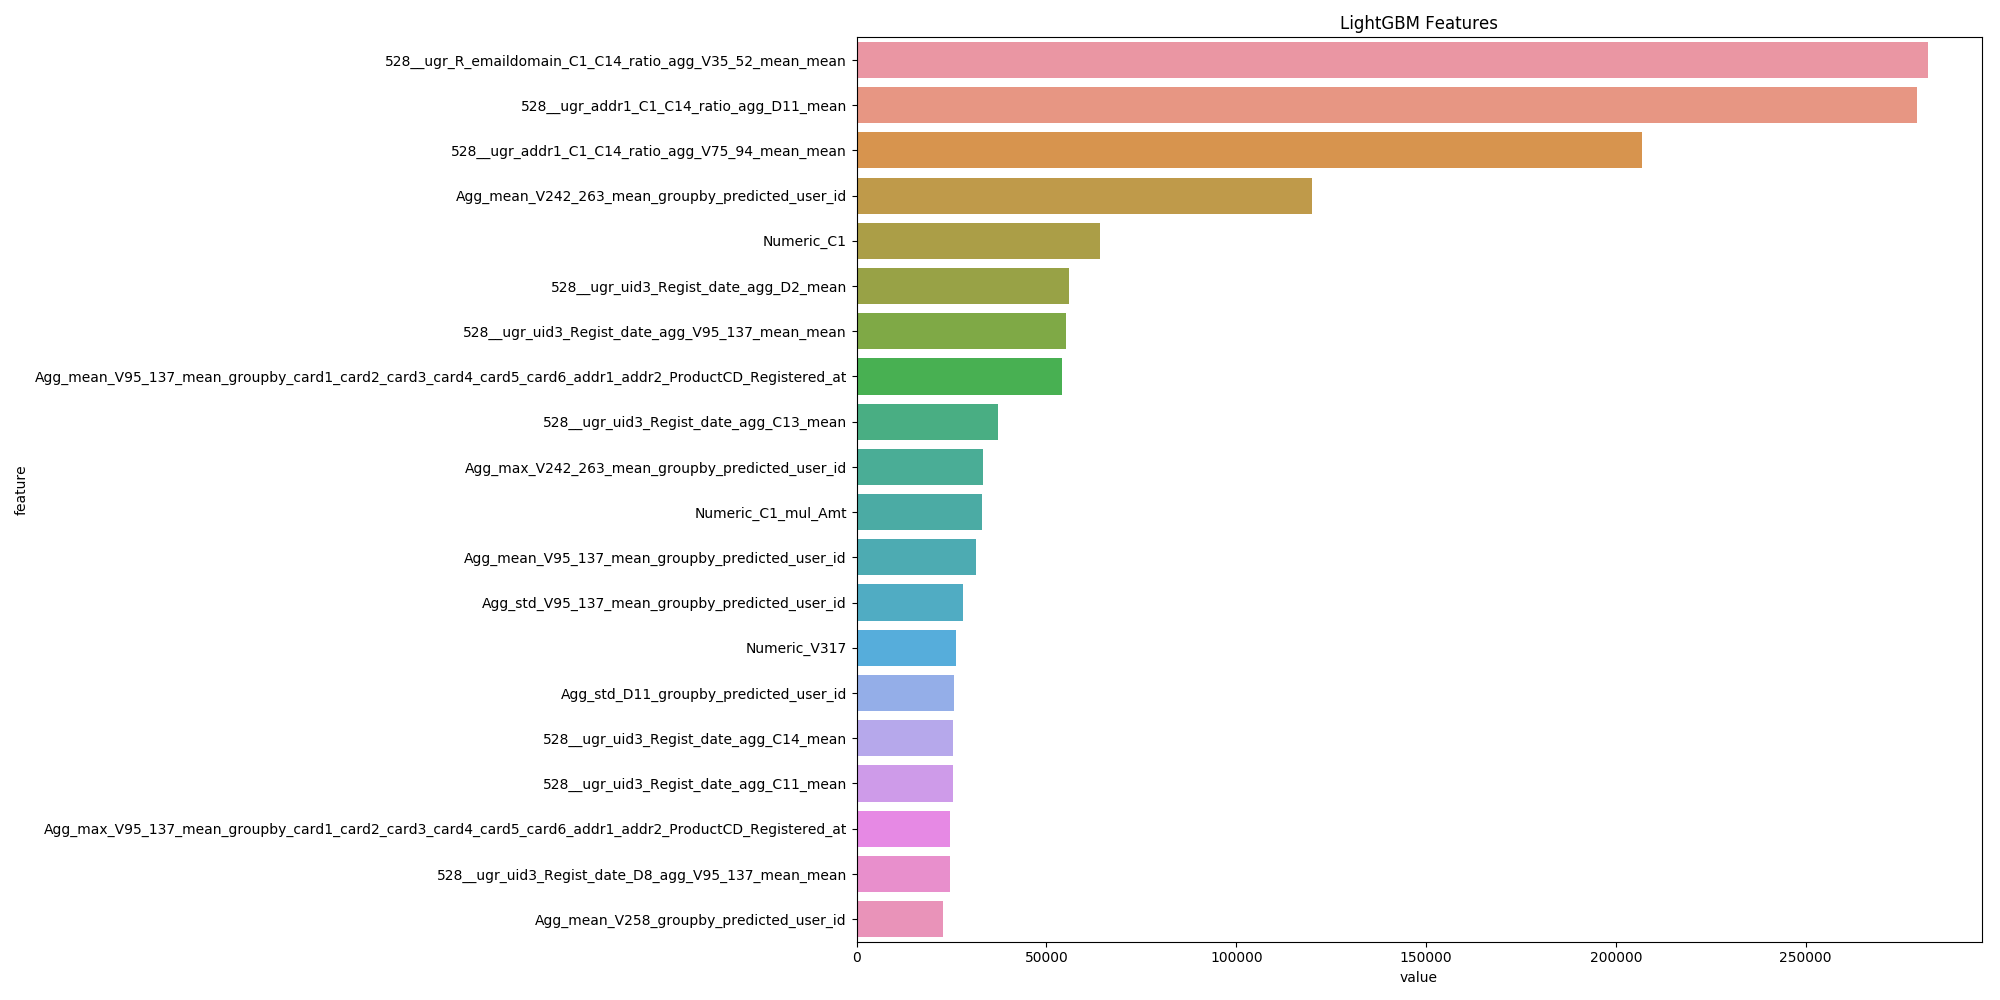 LightGBM Features
528__ugr_R_emaildomain_C1_C14_ratio_agg_V35_52_mean_mean
528__ugr_addr1_C1_C14_ratio_agg_D11_mean
528__ugr_addr1_C1_C14_ratio_agg_V75_94_mean_mean
Agg_mean_V242_263_mean_groupby_predicted_user_id
Numeric_C1
528__ugr_uid3_Regist_date_agg_D2_mean
528__ugr_uid3_Regist_date_agg_V95_137_mean_mean
Agg_mean_V95_137_mean_groupby_card1_card2_card3_card4_card5_card6_addr1_addr2_ProductCD_Registered_at
528__ugr_uid3_Regist_date_agg_C13_mean
Agg_max_V242_263_mean_groupby_predicted_user_id
feature
Numeric_C1_mul_Amt
Agg_mean_V95_137_mean_groupby_predicted_user_id
Agg_std_V95_137_mean_groupby_predicted_user_id
Numeric_V317
Agg_std_D11_groupby_predicted_user_id
528__ugr_uid3_Regist_date_agg_C14_mean
528__ugr_uid3_Regist_date_agg_C11_mean
Agg_max_V95_137_mean_groupby_card1_card2_card3_card4_card5_card6_addr1_addr2_ProductCD_Registered_at
528__ugr_uid3_Regist_date_D8_agg_V95_137_mean_mean
Agg_mean_V258_groupby_predicted_user_id
0 50000 100000 150000 200000 250000
value